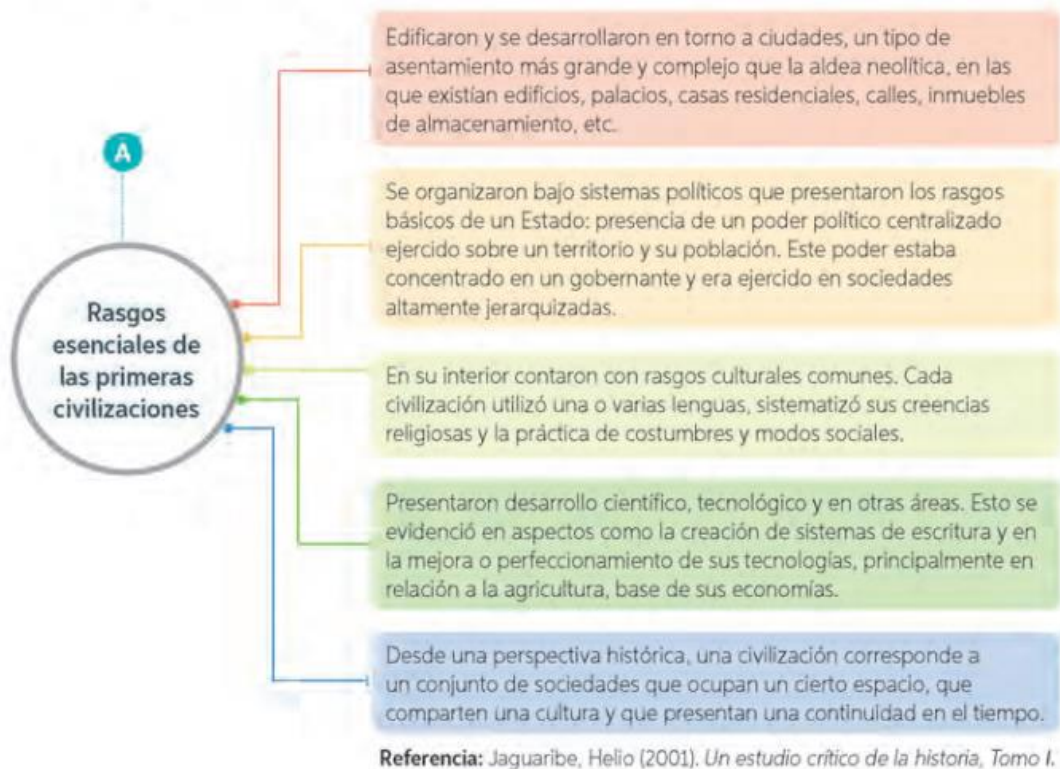 A
Rasgos
esenciales de
las primeras
civilizaciones
Edificaron y se desarrollaron en torno a ciudades, un tipo de
asentamiento más grande y complejo que la aldea neolítica, en las
que existían edificios, palacios, casas residenciales, calles, inmuebles
de almacenamiento, etc.
Se organizaron bajo sistemas políticos que presentaron los rasgos
básicos de un Estado: presencia de un poder político centralizado
ejercido sobre un territorio y su población. Este poder estaba
concentrado en un gobernante y era ejercido en sociedades
altamente jerarquizadas.
En su interior contaron con rasgos culturales comunes. Cada
civilización utilizó una o varias lenguas, sistematizó sus creencias
religiosas y la práctica de costumbres y modos sociales.
Presentaron desarrollo científico, tecnológico y en otras áreas. Esto se
evidenció en aspectos como la creación de sistemas de escritura y en
la mejora o perfeccionamiento de sus tecnologías, principalmente en
relación a la agricultura, base de sus economías.
Desde una perspectiva histórica, una civilización corresponde a
un conjunto de sociedades que ocupan un cierto espacio, que
comparten una cultura y que presentan una continuidad en el tiempo.
Referencia: Jaguaribe, Helio (2001). Un estudio crítico de la historia, Tomo I.